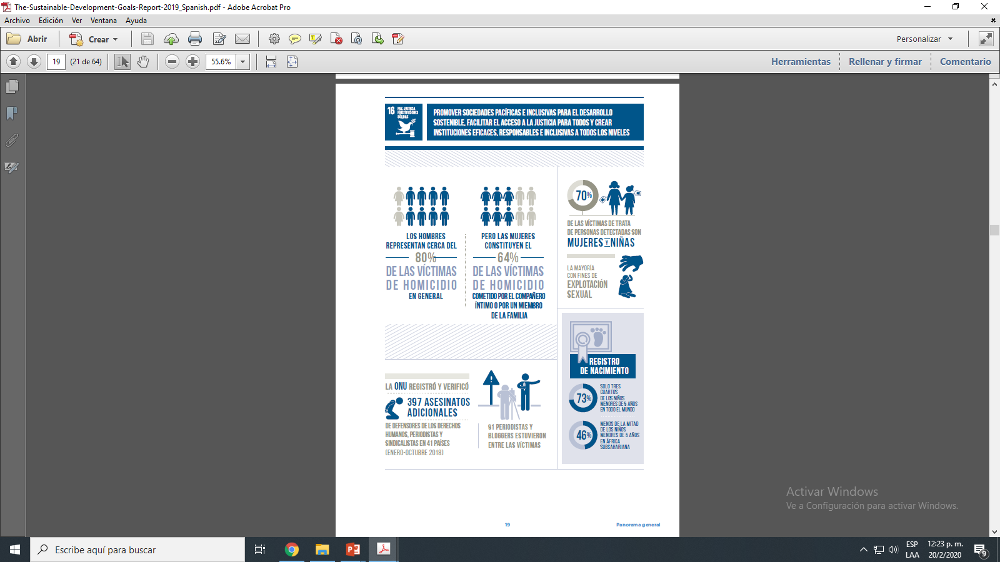 The-Sustainable-Development-Goals-Report-2019_Spanish.pdf - Adobe Acrobat Pro
Archivo Edición Ver Ventana Ayuda
Abrir Crear Personalizar
19 (21 de 64) 55.6% Herramientas Rellenar y firmar Comentario
16 PAZ, JUSTICIA
E INSTITUCIONES
SÓLIDAS
PROMOVER SOCIEDADES PACÍFICAS E INCLUSIVAS PARA EL DESARROLLO
SOSTENIBLE, FACILITAR EL ACCESO A LA JUSTICIA PARA TODOS Y CREAR
INSTITUCIONES EFICACES, RESPONSABLES E INCLUSIVAS A TODOS LOS NIVELES
LOS HOMBRES
REPRESENTAN CERCA DEL
80%
DE LAS VÍCTIMAS
DE HOMICIDIO
EN GENERAL
PERO LAS MUJERES
CONSTITUYEN EL
64%
DE LAS VÍCTIMAS
DE HOMICIDIO
COMETIDO POR EL COMPAÑERO
ÍNTIMO O POR UN MIEMBRO
DE LA FAMILIA
70%
DE LAS VÍCTIMAS DE TRATA
DE PERSONAS DETECTADAS SON
MUJERES Y NIÑAS
LA MAYORÍA
CON FINES DE
EXPLOTACIÓN
SEXUAL
LA ONU REGISTRÓ Y VERIFICÓ
397 ASESINATOS
ADICIONALES
DE DEFENSORES DE LOS DERECHOS
HUMANOS, PERIODISTAS Y
SINDICALISTAS EN 41 PAÍSES
(ENERO-OCTUBRE 2018)
91 PERIODISTAS Y
BLOGGERS ESTUVIERON
ENTRE LAS VÍCTIMAS
REGISTRO
DE NACIMIENTO
73%
SOLO TRES
CUARTOS
DE LOS NIÑOS
MENORES DE 5 AÑOS
EN TODO EL MUNDO
46%
MENOS DE LA MITAD
DE LOS NIÑOS
MENORES DE 5 AÑOS
EN ÁFRICA
SUBSAHARIANA
19 Panorama general
Activar Windows
Ve a Configuración para activar Windows.
Escribe aquí para buscar
ESP
LAA
12:23 p. m.
20/2/2020
9